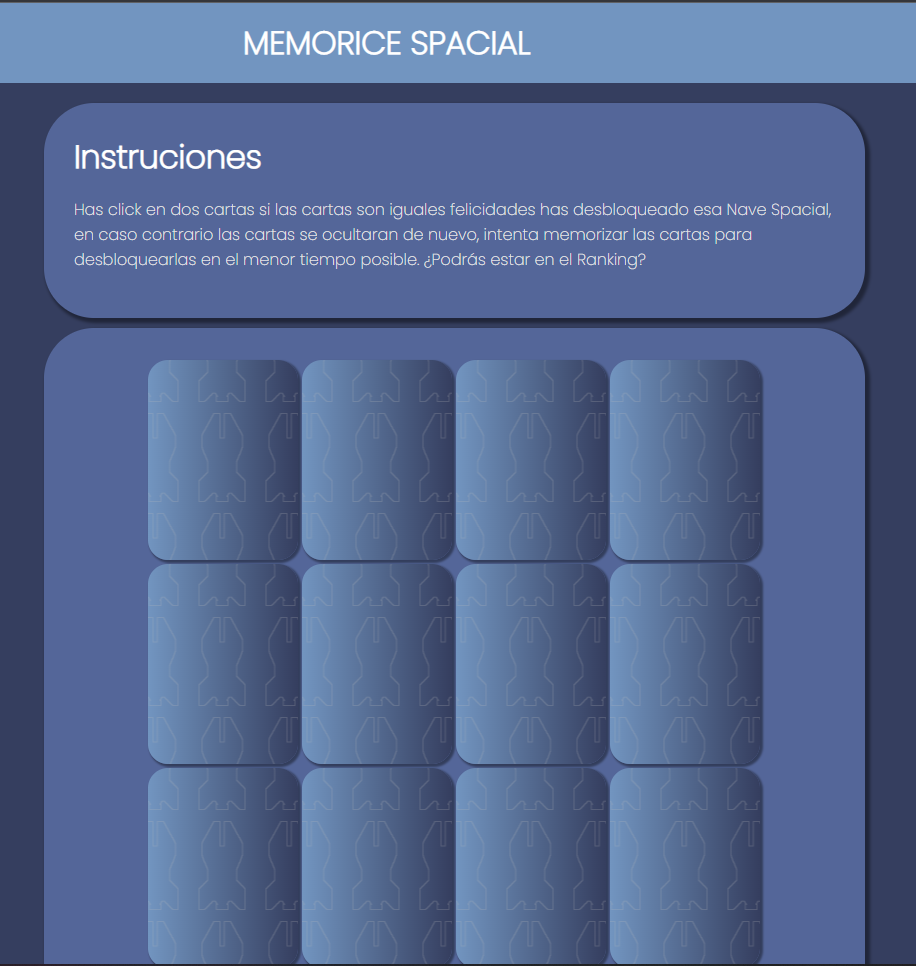 MEMORICE SPACIAL
Instruciones
Has click en dos cartas si las cartas son iguales felicidades has desbloqueado esa Nave Spacial,
en caso contrario las cartas se ocultaran de nuevo, intenta memorizar las cartas para
desbloquearlas en el menor tiempo posible. ¿Podrás estar en el Ranking?